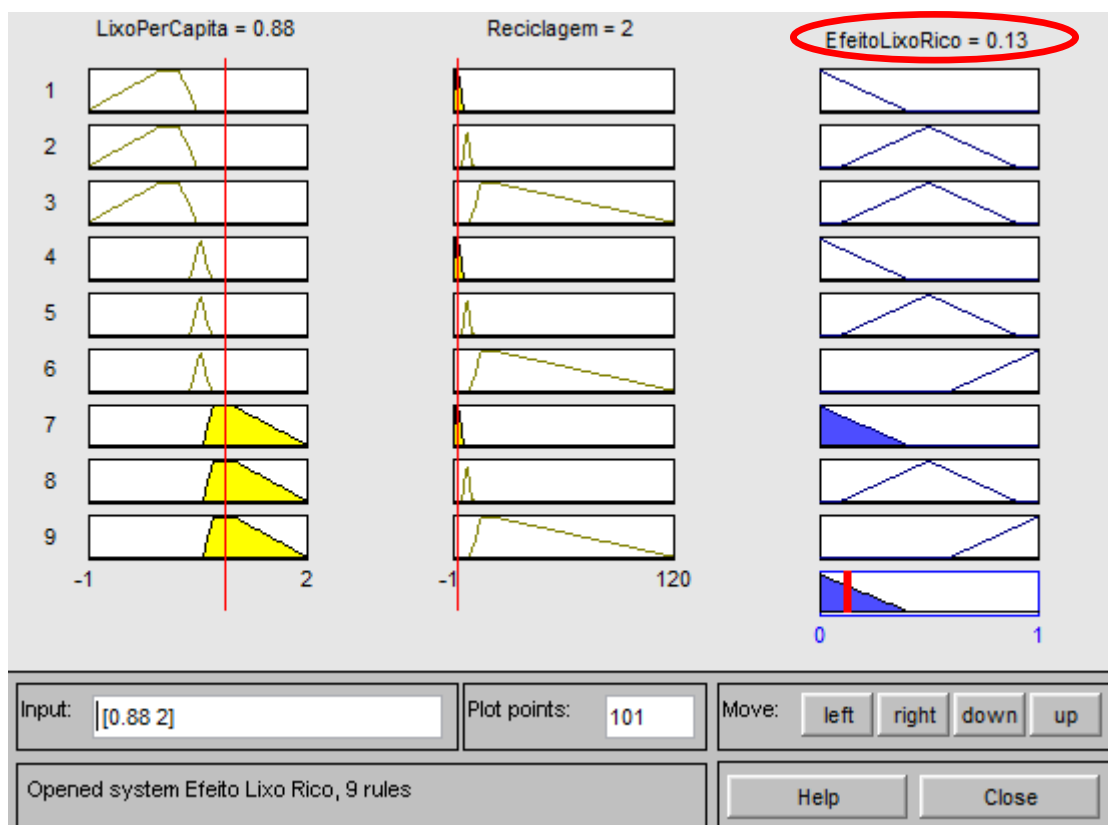 LixoPerCapita = 0.88
Reciclagem = 2
EfeitoLixoRico = 0.13
1
2
3
4
5
6
7
8
9
-1 2
-1 120
0 1
Input: [0.88 2]
Plot points: 101
Move: left right down up
Opened system Efeito Lixo Rico, 9 rules
Help Close